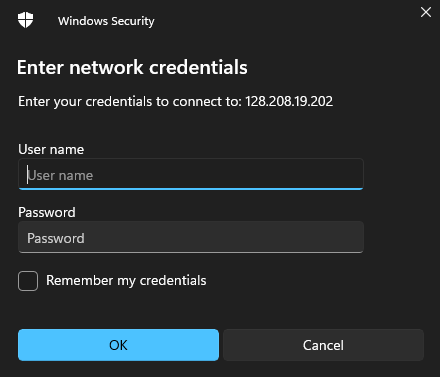 Windows Security
Enter network credentials
Enter your credentials to connect to: 128.208.19.202
User name
User name
Password
Password
Remember my credentials
OK
Cancel